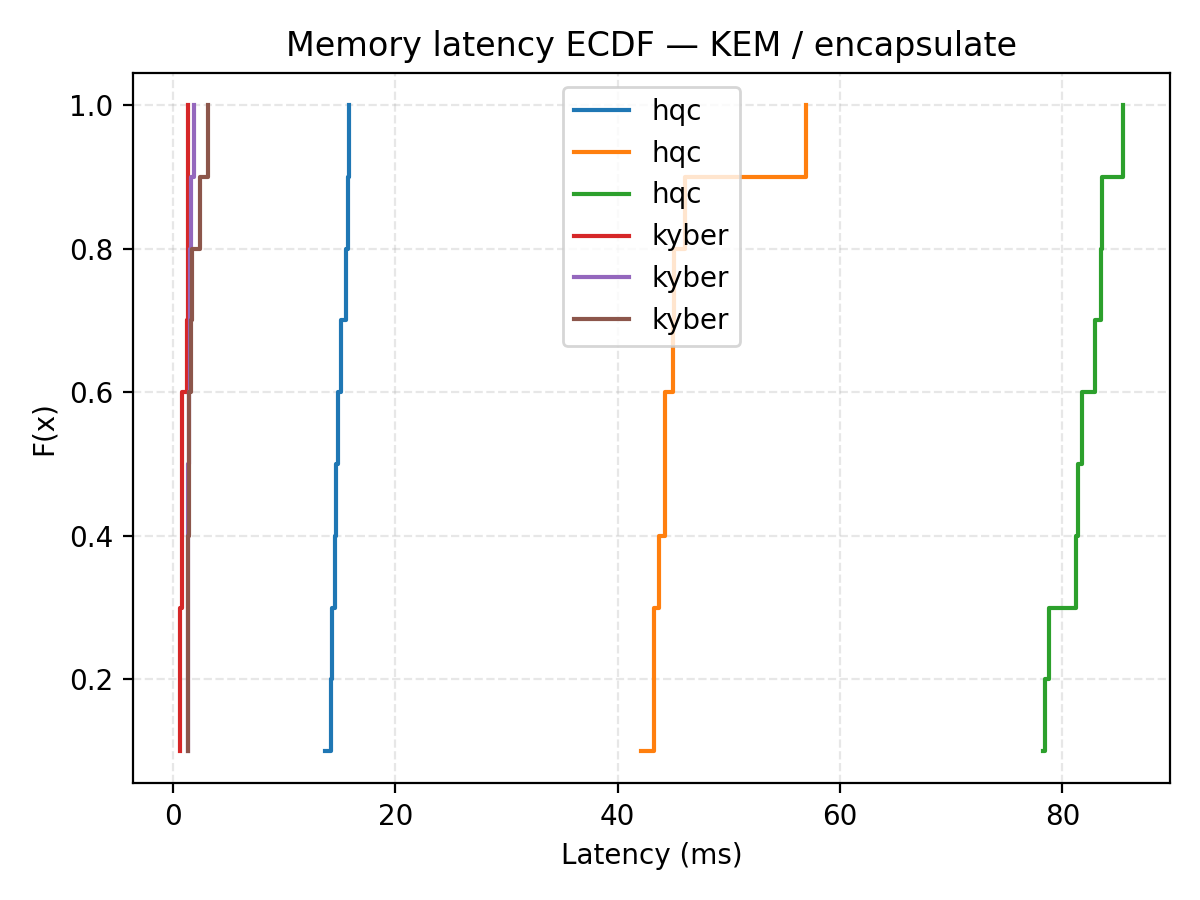 Memory latency ECDF — KEM / encapsulate
hqc
hqc
hqc
kyber
kyber
kyber
1.0
0.8
0.6
0.4
0.2
F(x)
0 20 40 60 80
Latency (ms)